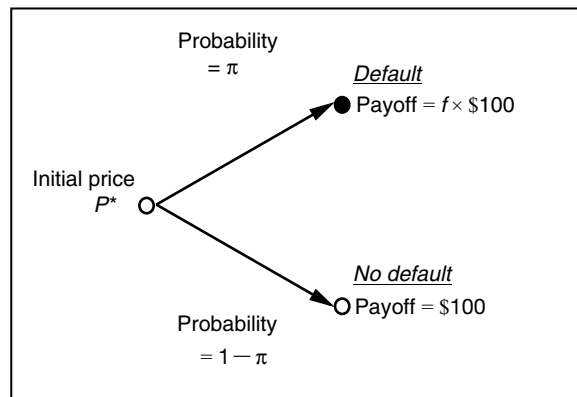 Probability
= π
Default
Payoff = f × $100
Initial price
P*
No default
Payoff = $100
Probability
= 1 — π